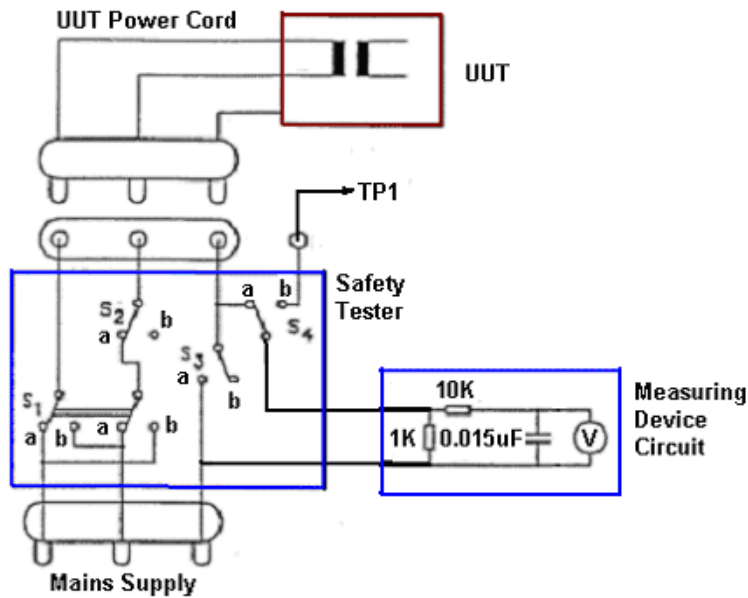 UUT Power Cord
UUT
TP1
a b
Safety
Tester
S2
a b
S4
S3
a
b
S1
a b a b
10K
1K 0.015uF V
Measuring
Device
Circuit
Mains Supply